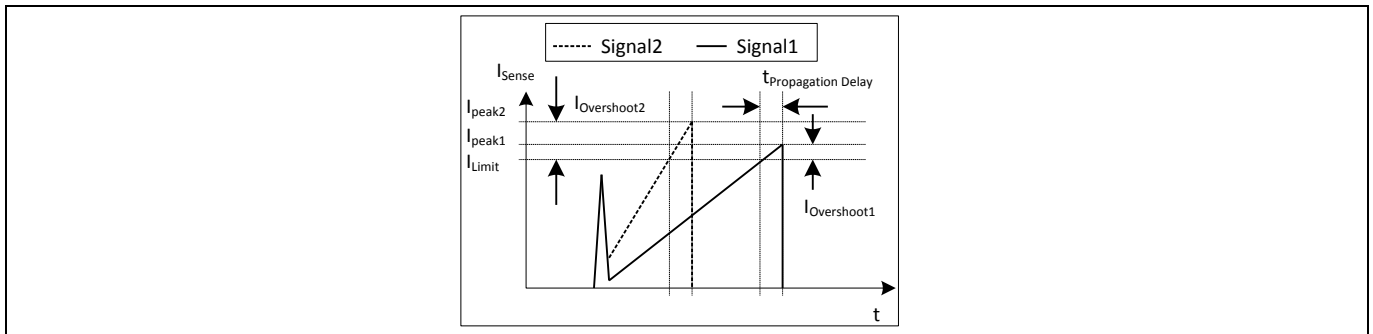 Signal2 Signal1
I_Sense
t_Propagation Delay
I_peak2 I_Overshoot2
I_peak1
I_Limit
I_Overshoot1
t